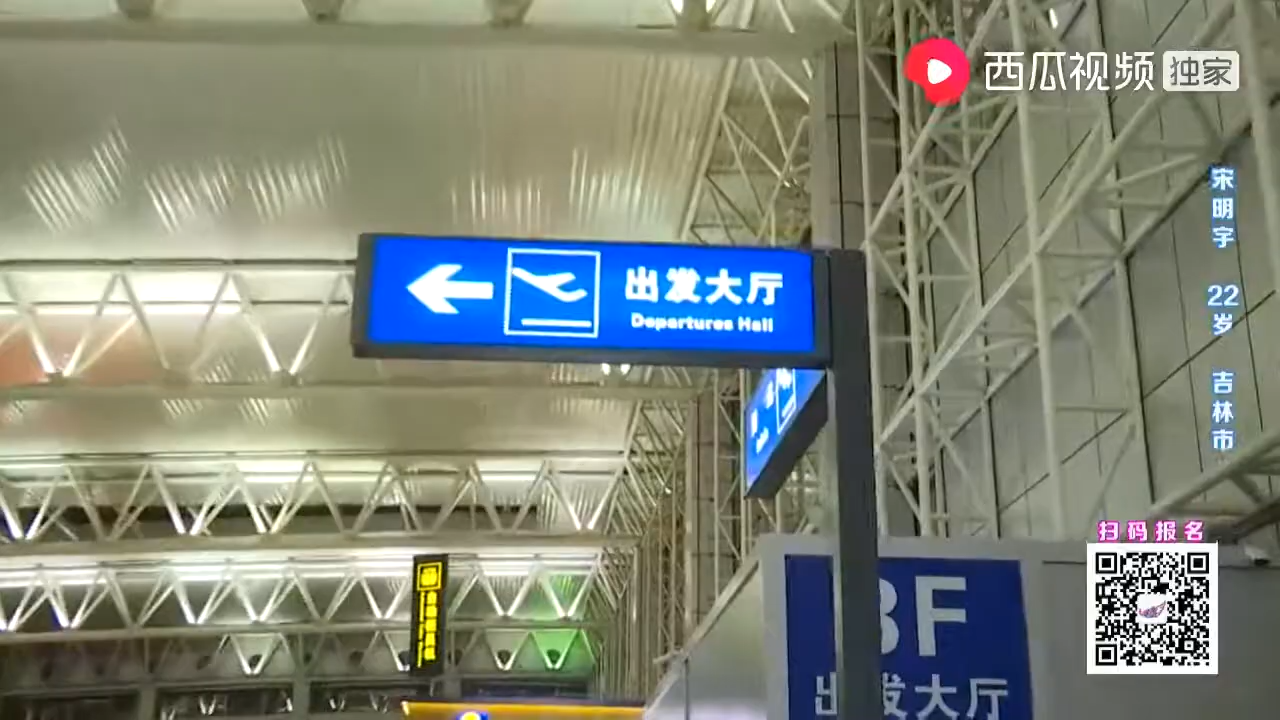 西瓜视频 独家
宋明宇 22岁 吉林市
出发大厅
Departures Hall
扫码报名
3F
出发大厅